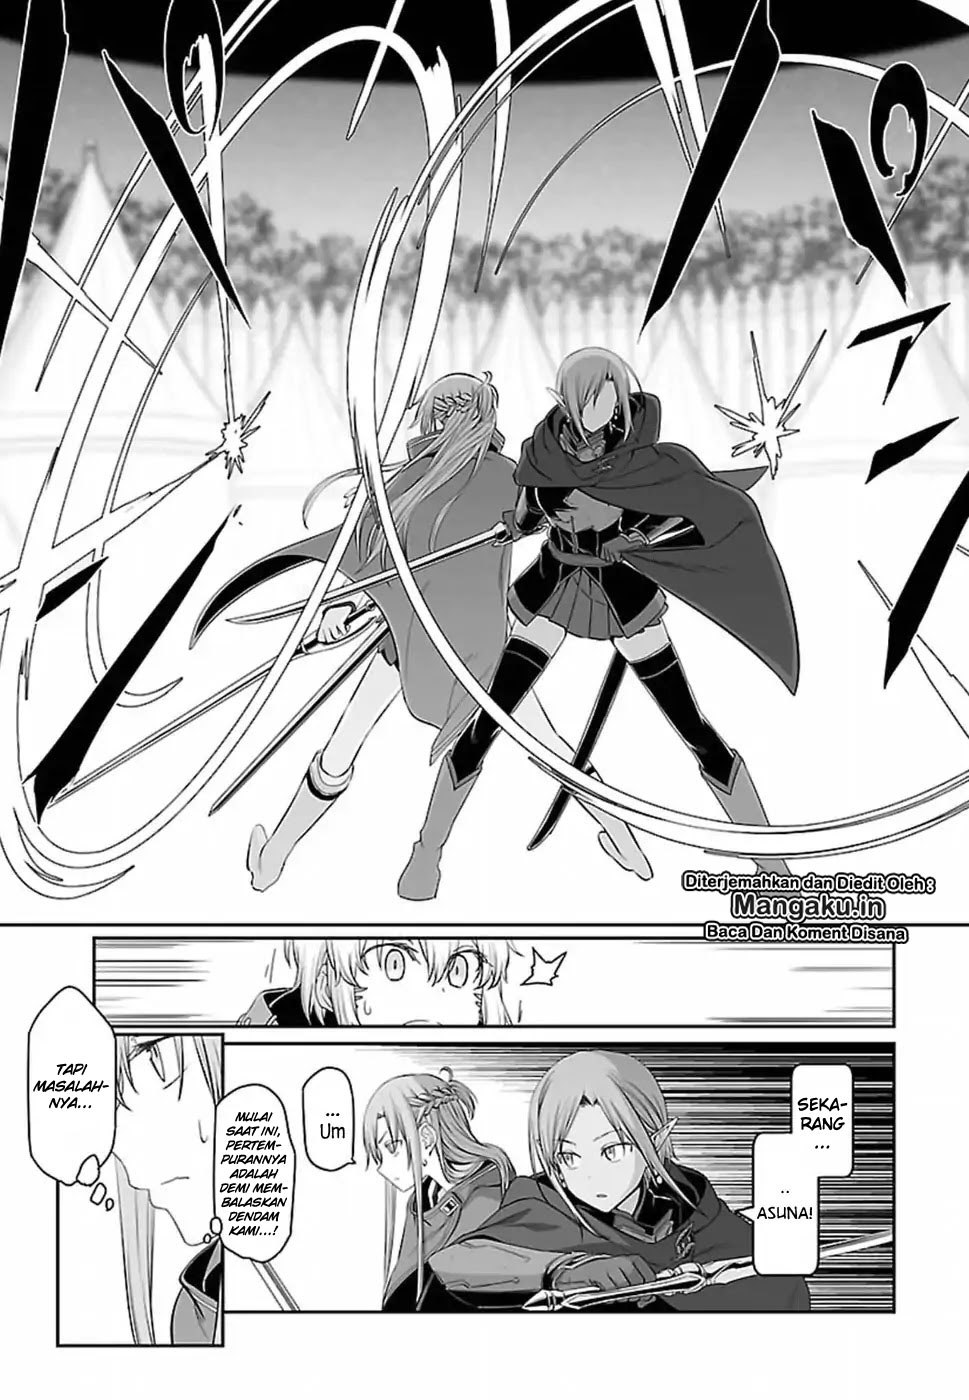 Diterjemahkan dan Diedit Oleh :
Mangaku.in
Baca Dan Koment Disana
SEKA-
RANG
...
..
ASUNA!
...
Um
MULAI
SAAT INI,
PERTEM-
PURANNYA
ADALAH
DEMI MEM-
BALASKAN
DENDAM
KAMI...!
TAPI
MASALAH-
NYA...